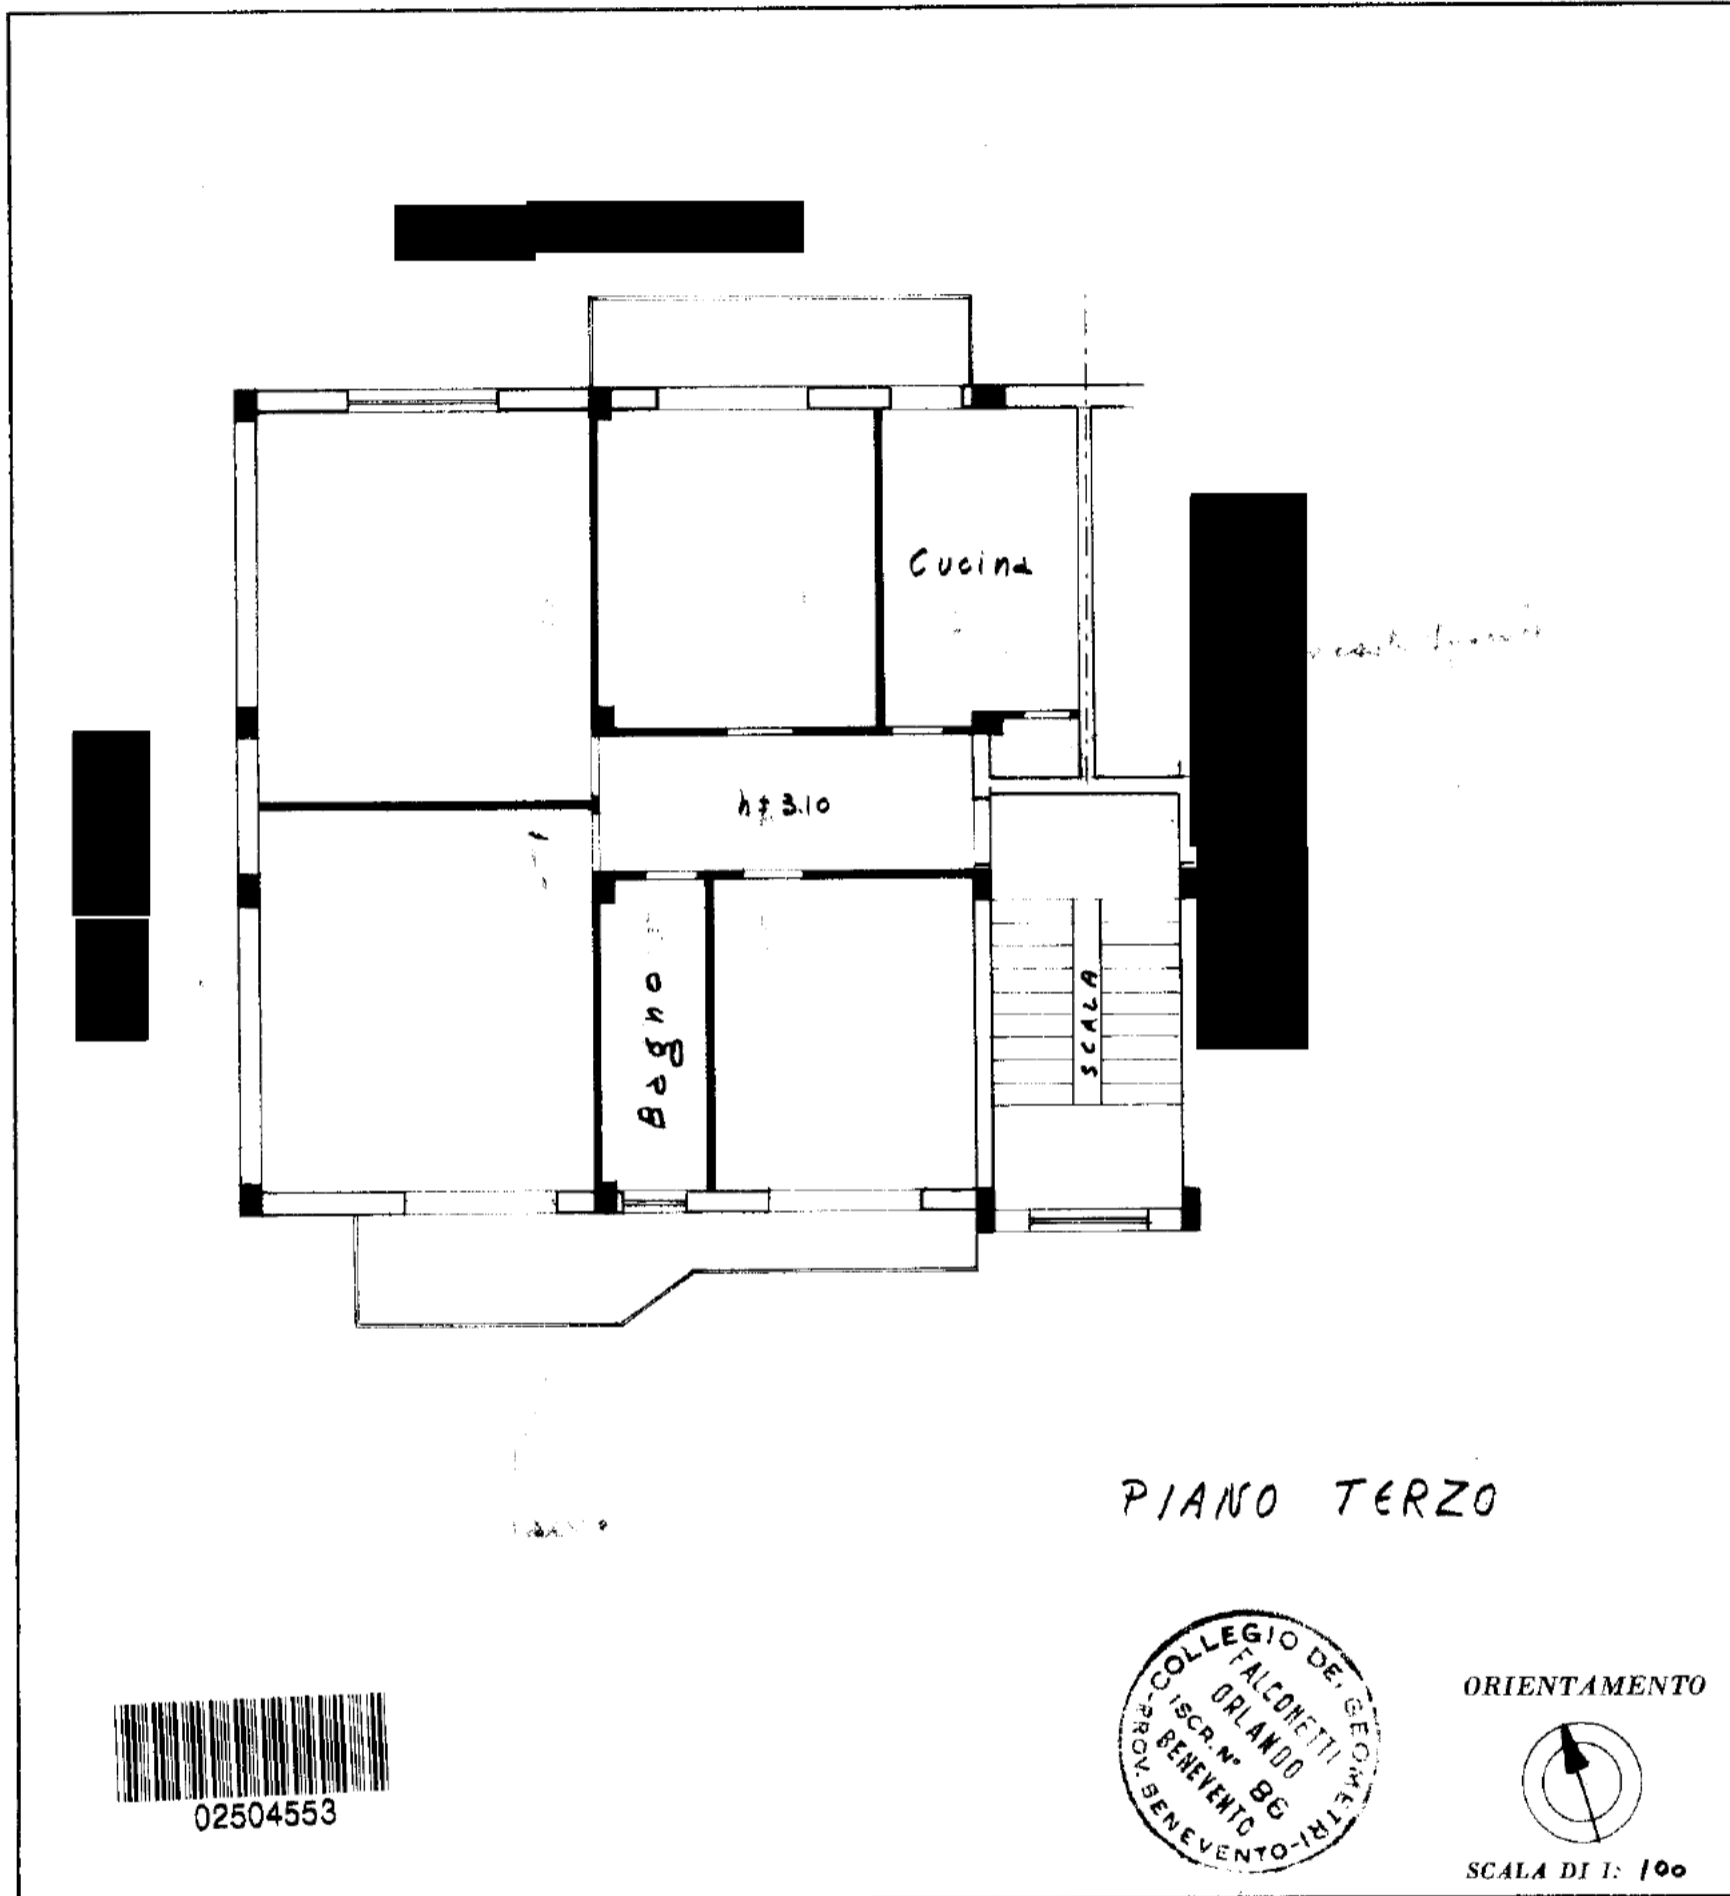 Cucina
h = 3.10
Bagno
SCALA
PIANO TERZO
COLLEGIO DEI GEOMETRI - PROV. BENEVENTO -
FALCONETTI
ORLANDO
ISCR. N° 86
BENEVENTO
ORIENTAMENTO
SCALA DI 1: 100
02504553